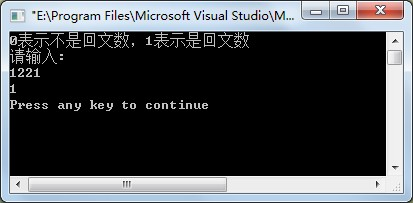 "E:\Program Files\Microsoft Visual Studio\M...
0表示不是回文数，1表示是回文数
请输入：
1221
1
Press any key to continue